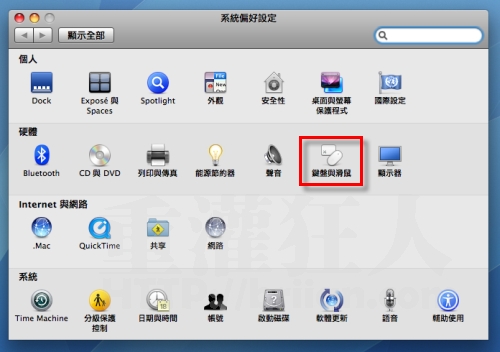 系統偏好設定
顯示全部
個人
Dock
Exposé 與 Spaces
Spotlight
外觀
安全性
桌面與螢幕保護程式
國際設定
硬體
Bluetooth
CD 與 DVD
列印與傳真
能源節約器
聲音
鍵盤與滑鼠
顯示器
Internet 與網路
.Mac
QuickTime
共享
網路
系統
Time Machine
分級保護控制
日期與時間
帳號
啟動磁碟
軟體更新
語音
輔助使用
重灌狂人